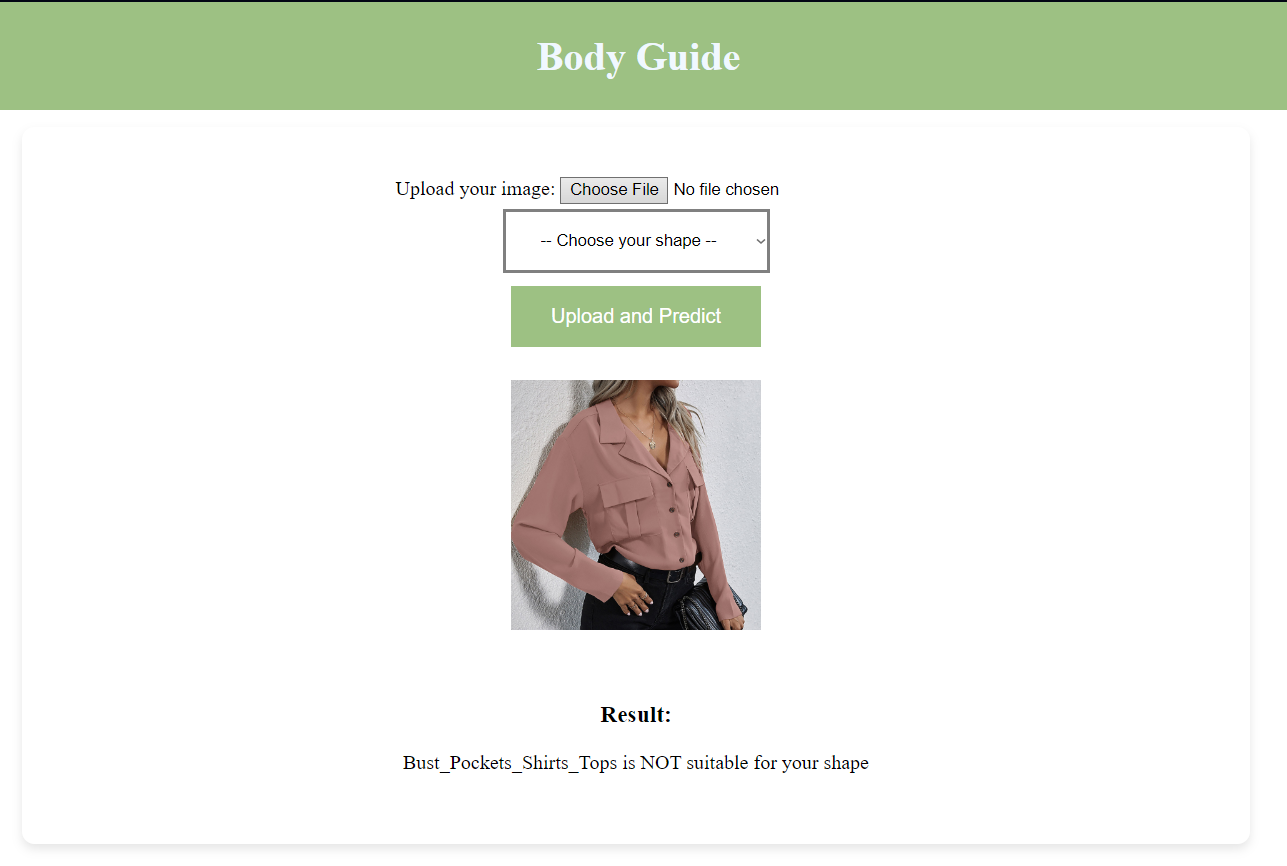 Body Guide
Upload your image: Choose File No file chosen
-- Choose your shape --
Upload and Predict
Result:
Bust_Pockets_Shirts_Tops is NOT suitable for your shape